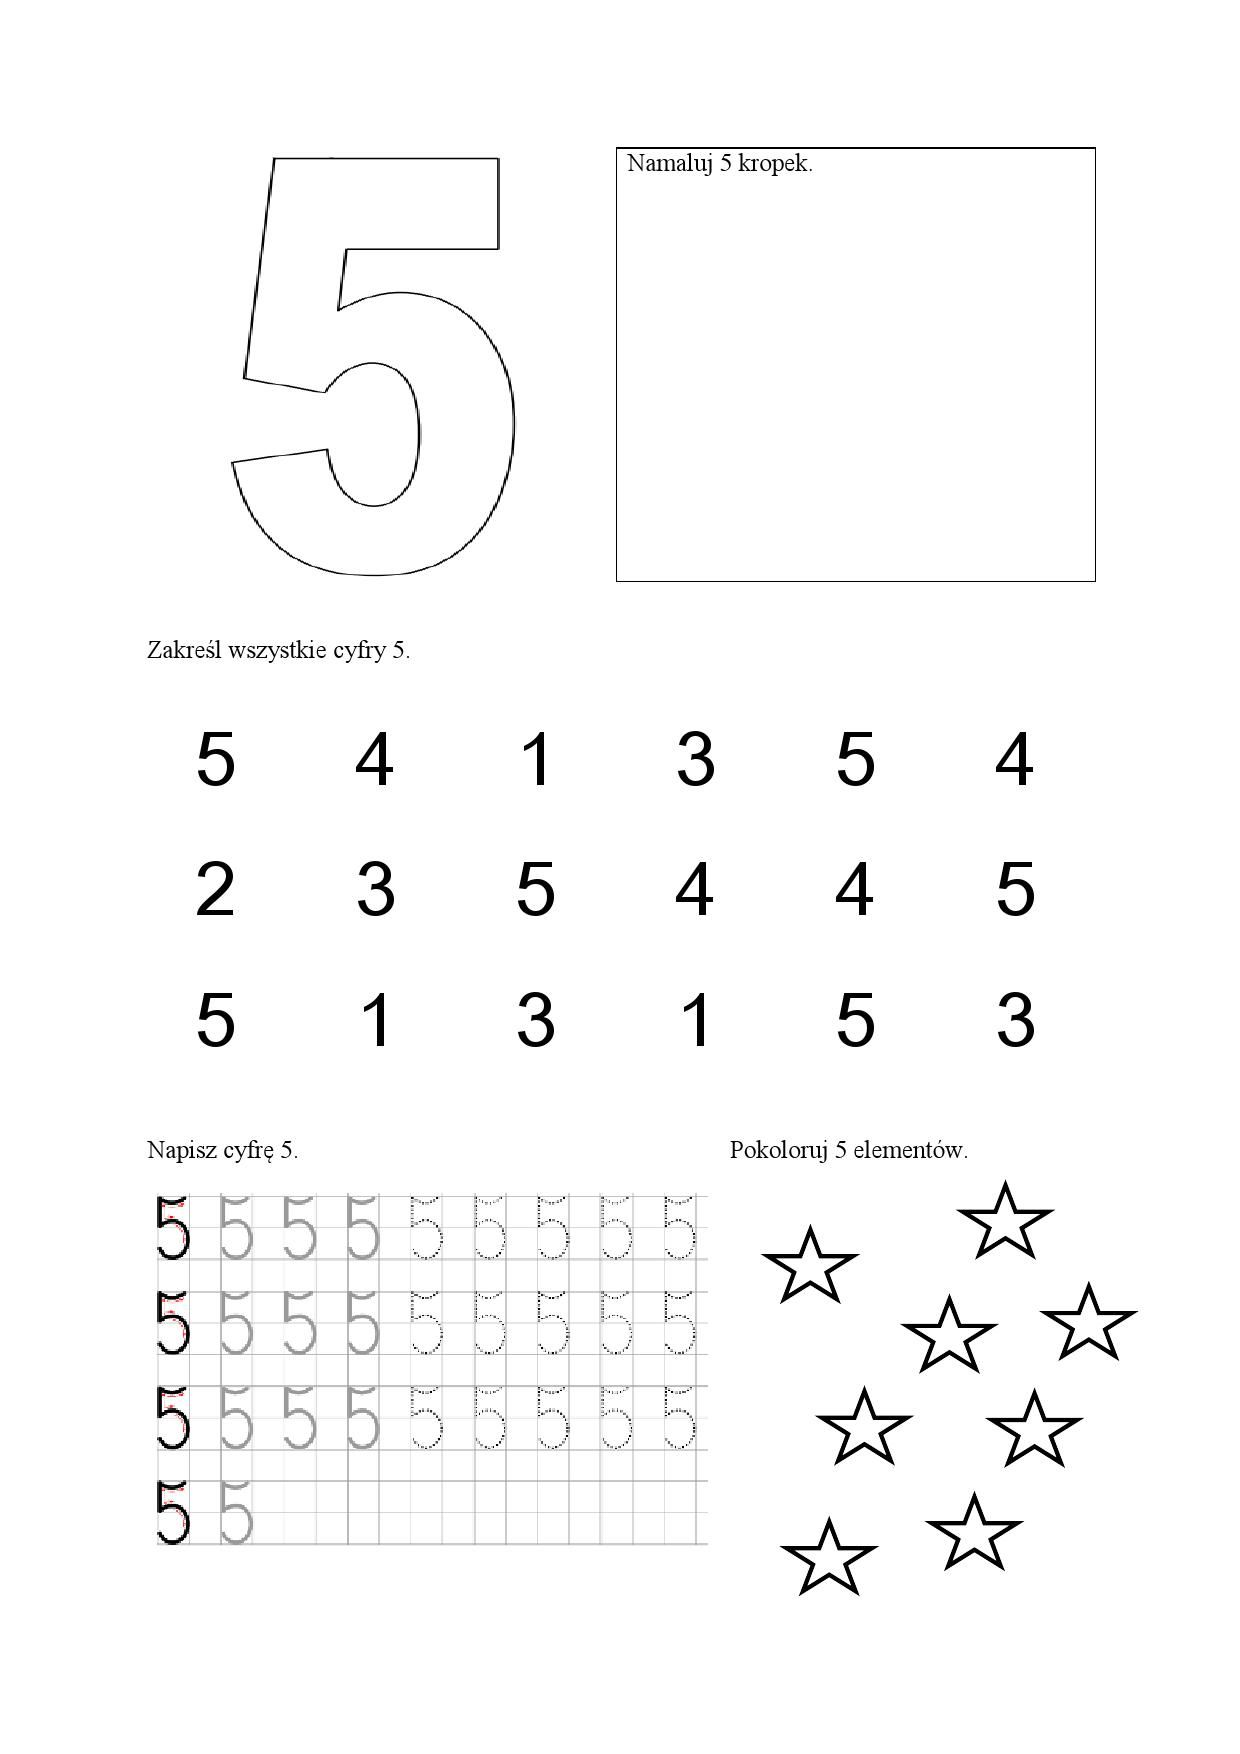 5
Namaluj 5 kropek.
Zakreśl wszystkie cyfry 5.
5 4 1 3 5 4
2 3 5 4 4 5
5 1 3 1 5 3
Napisz cyfrę 5.
Pokoloruj 5 elementów.
5 5 5 5 5 5 5 5 5
5 5 5 5 5 5 5 5 5
5 5 5 5 5 5 5 5 5
5 5